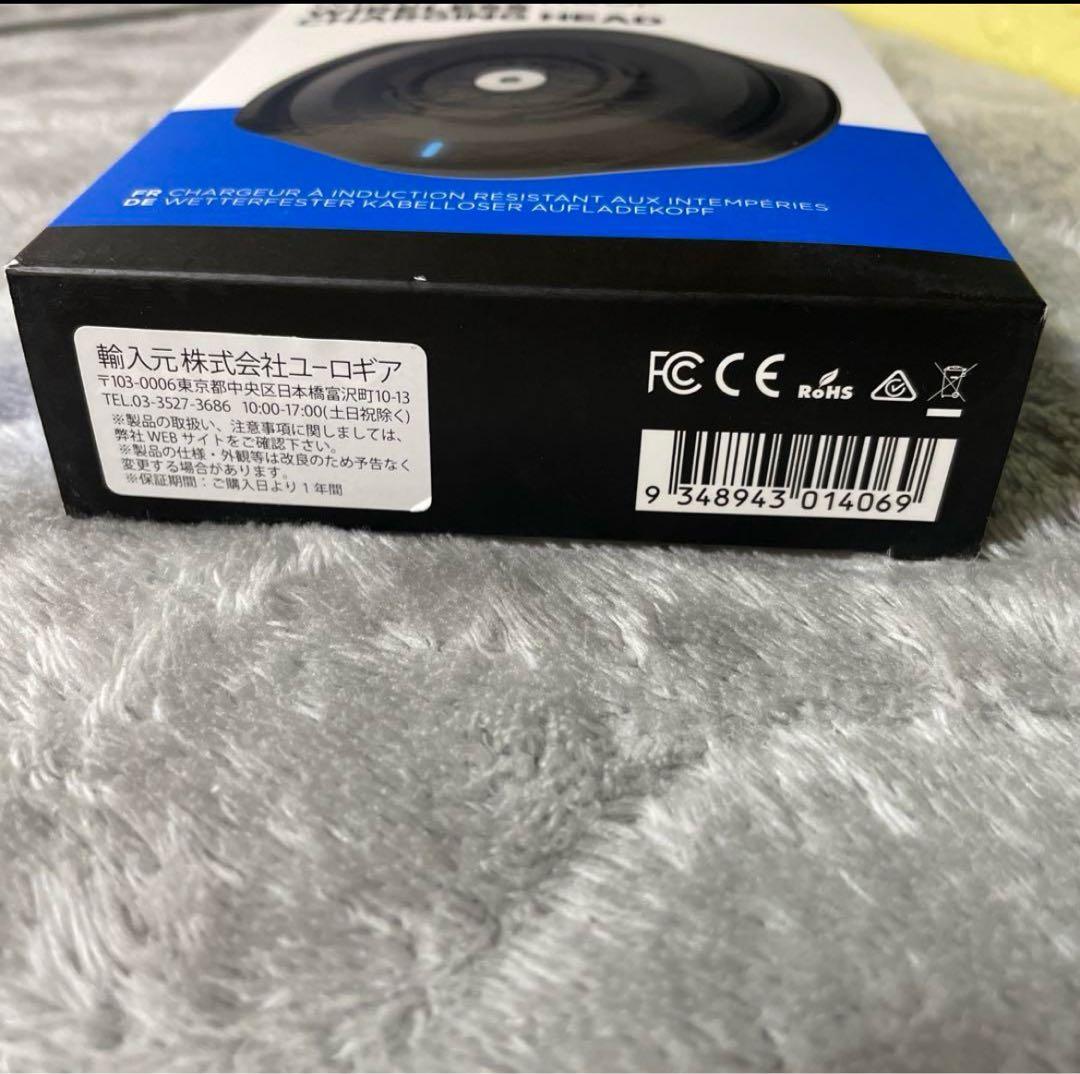 WIRELESS
CHARGING HEAD
FR CHARGEUR À INDUCTION RÉSISTANT AUX INTEMPÉRIES
DE WETTERFESTER KABELLOSER AUFLADEKOPF
輸入元 株式会社ユーロギア
〒103-0006東京都中央区日本橋富沢町10-13
TEL.03-3527-3686 10:00-17:00(土日祝除く)
※製品の取扱い、注意事項に関しましては、
弊社 WEB サイトをご確認下さい。
※製品の仕様・外観等は改良のため予告なく
変更する場合があります。
※保証期間：ご購入日より1年間
FC CE RoHS
9 348943 014069